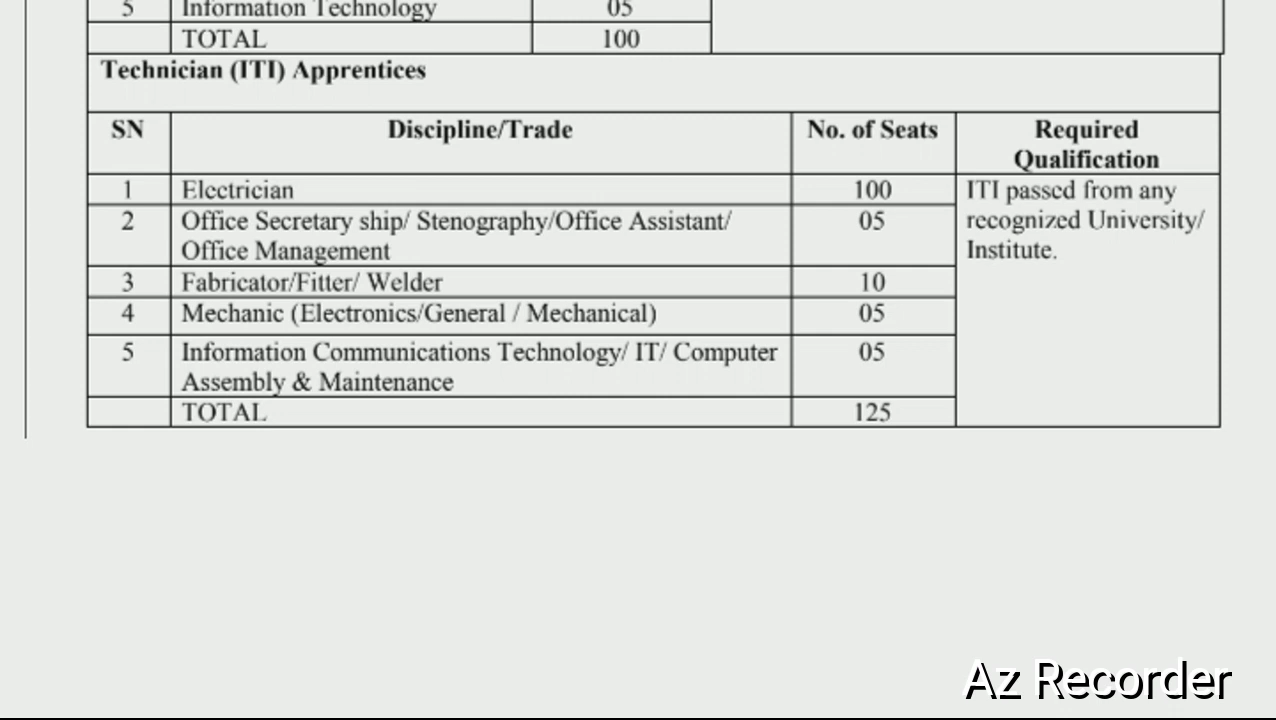 5 Information Technology 05
TOTAL 100
Technician (ITI) Apprentices
SN Discipline/Trade No. of Seats Required
Qualification
1 Electrician 100 ITI passed from any
2 Office Secretary ship/ Stenography/Office Assistant/ 05 recognized University/
Office Management Institute.
3 Fabricator/Fitter/ Welder 10
4 Mechanic (Electronics/General / Mechanical) 05
5 Information Communications Technology/ IT/ Computer 05
Assembly & Maintenance
TOTAL 125
Az Recorder